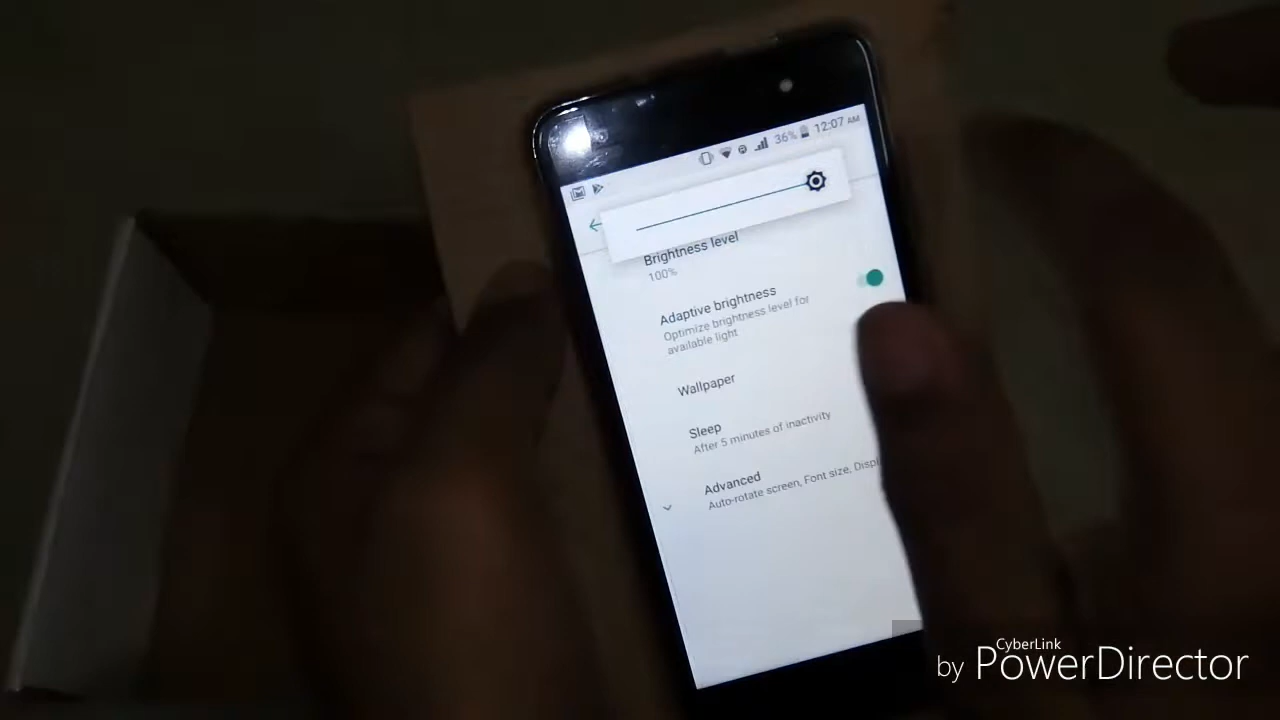 36% 12:07 AM
Brightness level
100%
Adaptive brightness
Optimize brightness level for
available light
Wallpaper
Sleep
After 5 minutes of inactivity
Advanced
Auto-rotate screen, Font size, Displ
CyberLink
by PowerDirector